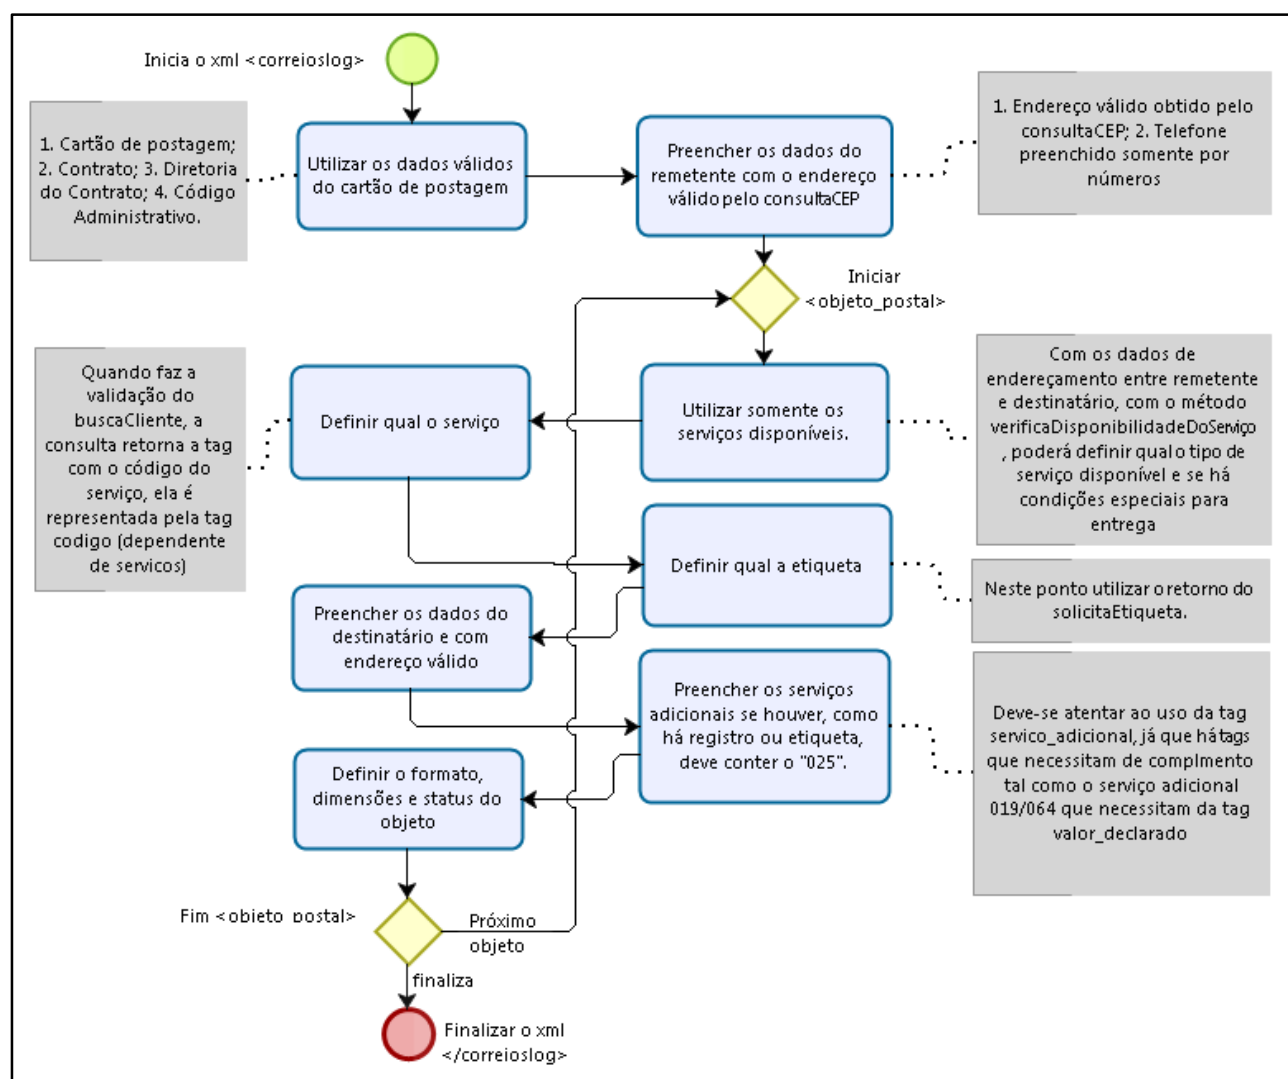 Inicia o xml <correioslog>
1. Cartão de postagem;
2. Contrato; 3. Diretoria
do Contrato; 4. Código
Administrativo.
Utilizar os dados válidos
do cartão de postagem
Preencher os dados do
remetente com o endereço
válido pelo consultaCEP
1. Endereço válido obtido pelo
consultaCEP; 2. Telefone
preenchido somente por
números
Iniciar
<objeto_postal>
Quando faz a
validação do
buscaCliente, a
consulta retorna a tag
com o código do
serviço, ela é
representada pela tag
codigo (dependente
de servicos)
Definir qual o serviço
Utilizar somente os
serviços disponíveis.
Com os dados de
endereçamento entre remetente
e destinatário, com o método
verificaDisponibilidadeDoServiço
, poderá definir qual o tipo de
serviço disponível e se há
condições especiais para
entrega
Definir qual a etiqueta
Neste ponto utilizar o retorno do
solicitaEtiqueta.
Preencher os dados do
destinatário e com
endereço válido
Preencher os serviços
adicionais se houver, como
há registro ou etiqueta,
deve conter o "025".
Deve-se atentar ao uso da tag
servico_adicional, já que há tags
que necessitam de complmento
tal como o serviço adicional
019/064 que necessitam da tag
valor_declarado
Definir o formato,
dimensões e status do
objeto
Fim <objeto_postal>
Próximo
objeto
finaliza
Finalizar o xml
</correioslog>